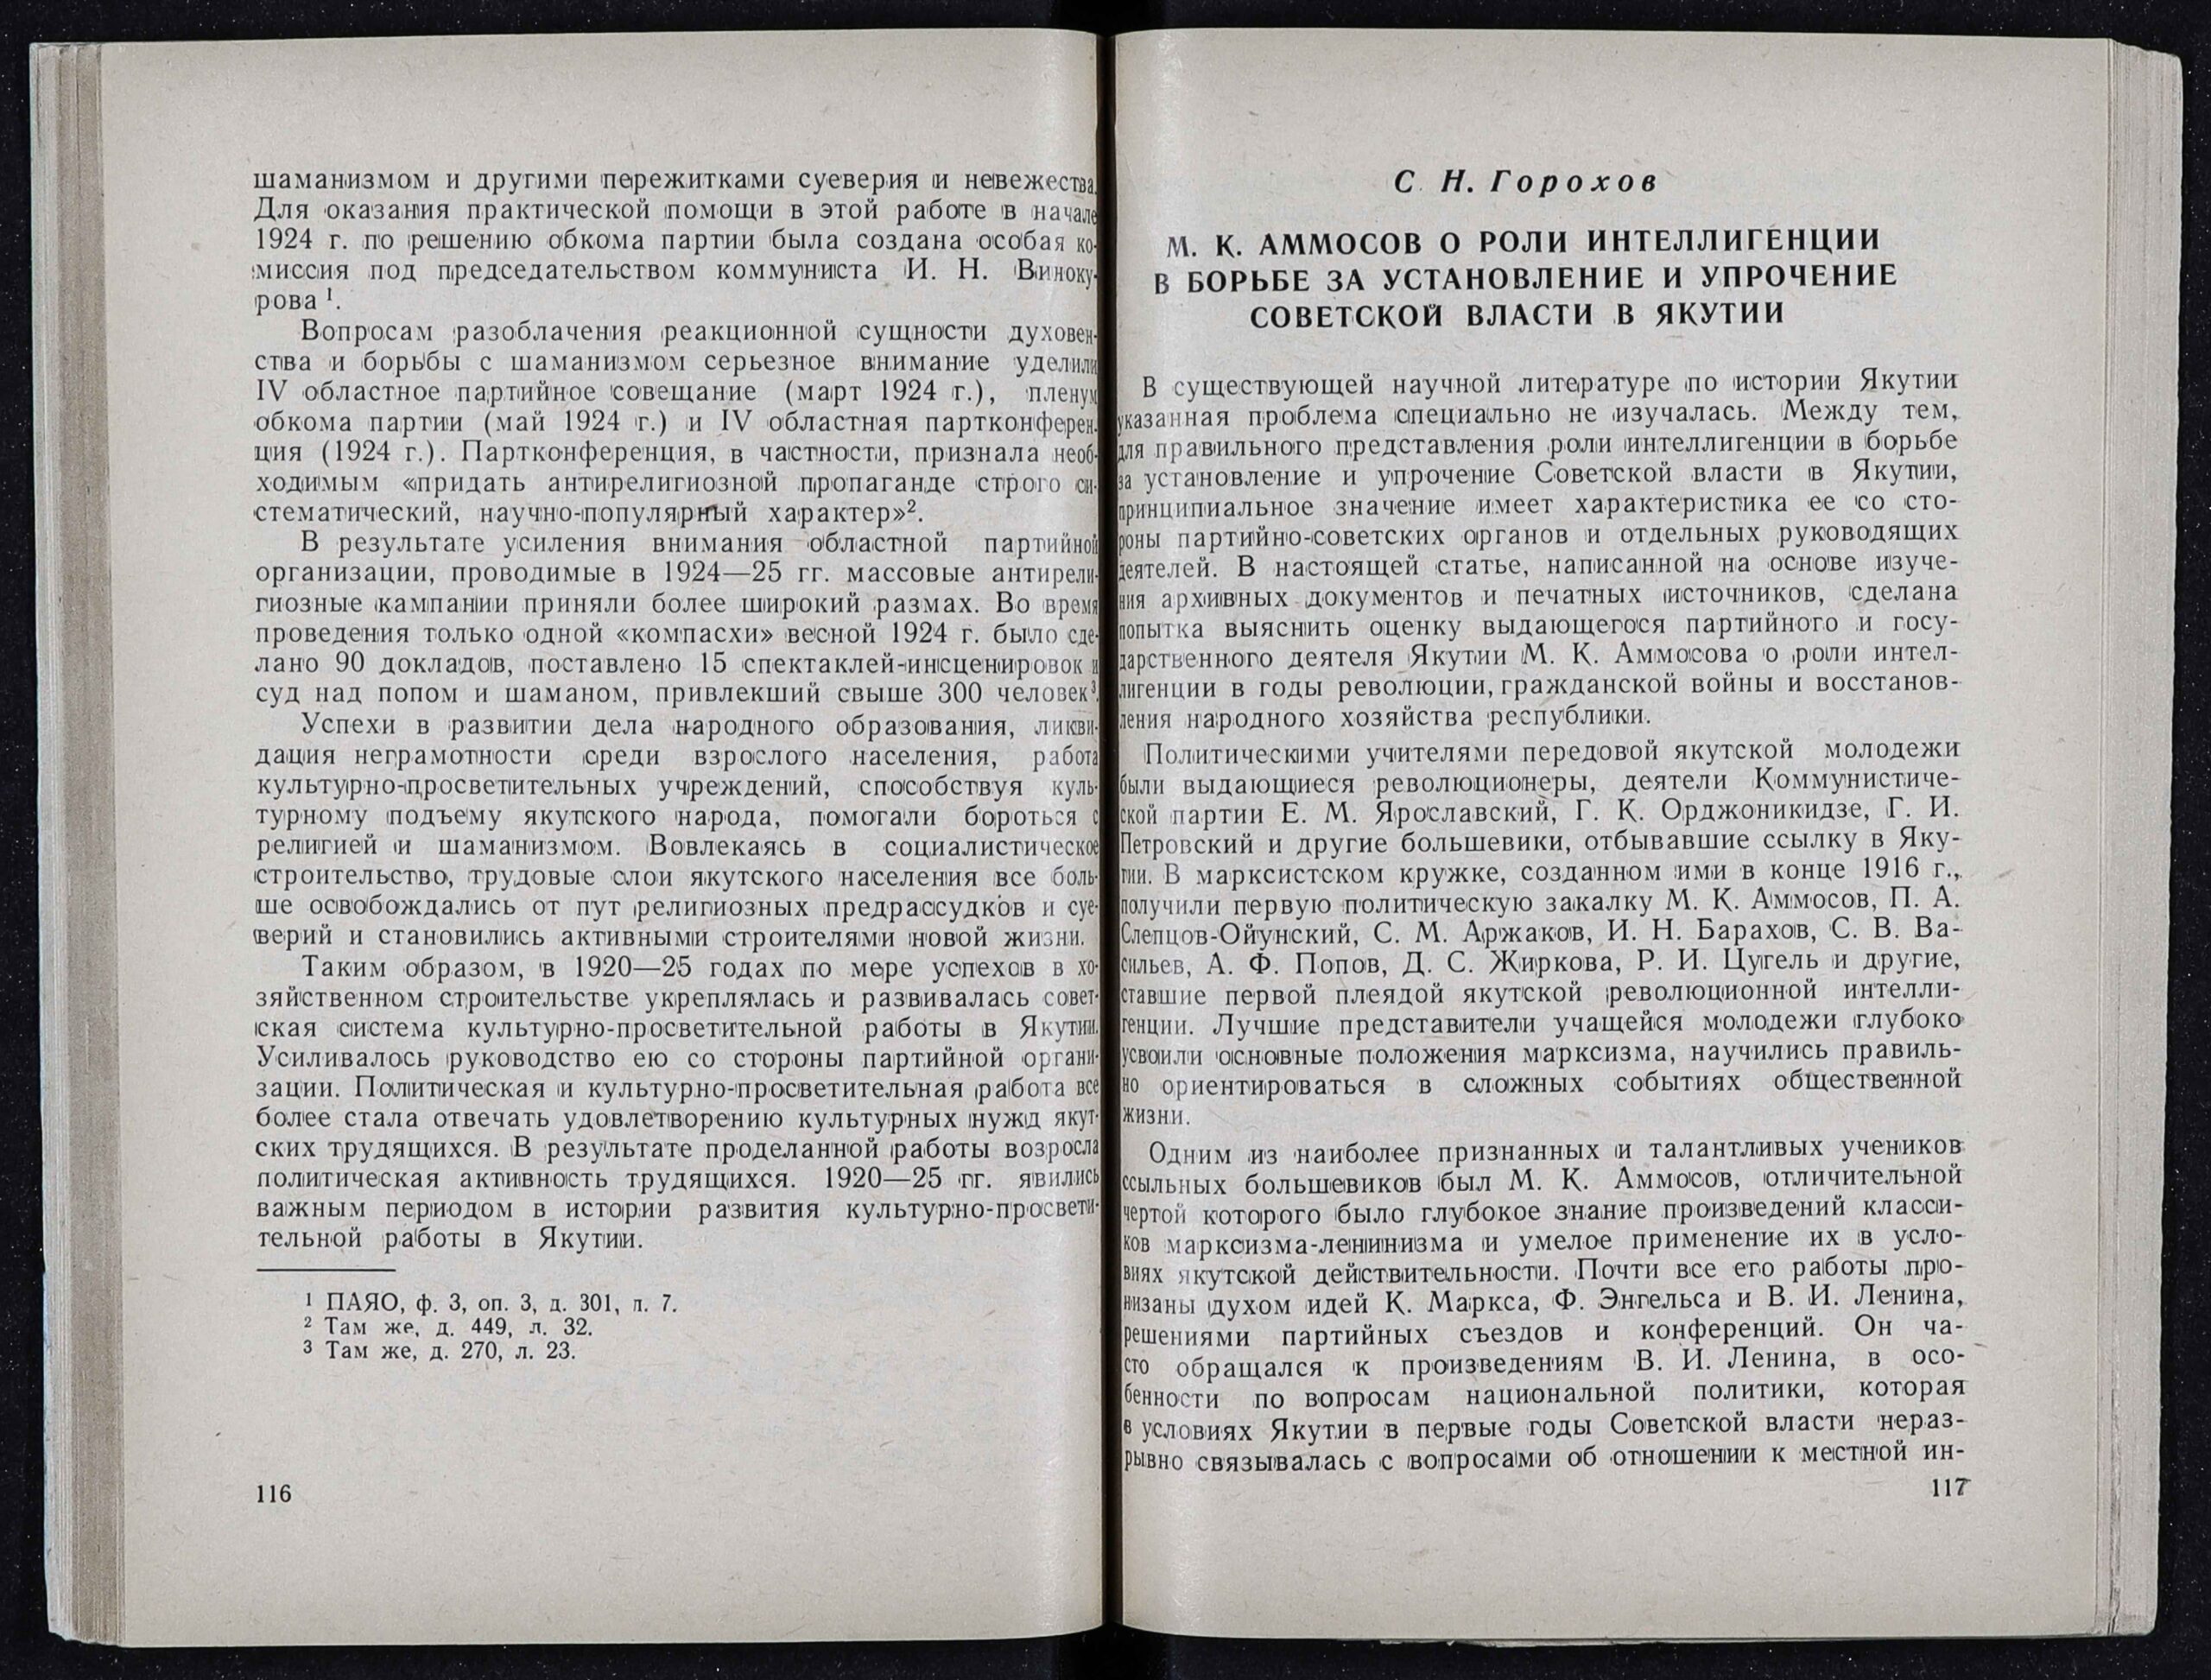 шаманизмом и другими пережитками суеверия и невежества.
Для оказания практической помощи в этой работе в начале
1924 г. по решению обкома партии была создана особая ко-
миссия под председательством коммуниста И. Н. Виноку-
рова ¹.
Вопросам разоблачения реакционной сущности духовен-
ства и борьбы с шаманизмом серьезное внимание уделили
IV областное партийное совещание (март 1924 г.), пленум
обкома партии (май 1924 г.) и IV областная партконферен-
ция (1924 г.). Партконференция, в частности, признала необ-
ходимым «придать антирелигиозной пропаганде строго си-
стематический, научно-популярный характер»².
В результате усиления внимания областной партийной
организации, проводимые в 1924—25 гг. массовые антирели-
гиозные кампании приняли более широкий размах. Во время
проведения только одной «компасхи» весной 1924 г. было сде-
лано 90 докладов, поставлено 15 спектаклей-инсценировок и
суд над попом и шаманом, привлекший свыше 300 человек³.
Успехи в развитии дела народного образования, ликви-
дация неграмотности среди взрослого населения, работа
культурно-просветительных учреждений, способствуя куль-
турному подъему якутского народа, помогали бороться с
религией и шаманизмом. Вовлекаясь в социалистическое
строительство, трудовые слои якутского населения все боль-
ше освобождались от пут религиозных предрассудков и суе-
верий и становились активными строителями новой жизни.
Таким образом, в 1920—25 годах по мере успехов в хо-
зяйственном строительстве укреплялась и развивалась совет-
ская система культурно-просветительной работы в Якутии.
Усиливалось руководство ею со стороны партийной органи-
зации. Политическая и культурно-просветительная работа все
более стала отвечать удовлетворению культурных нужд якут-
ских трудящихся. В результате проделанной работы возросла
политическая активность трудящихся. 1920—25 гг. явились
важным периодом в истории развития культурно-просвети-
тельной работы в Якутии.
¹ ПАЯО, ф. 3, оп. 3, д. 301, л. 7.
² Там же, д. 449, л. 32.
³ Там же, д. 270, л. 23.
116
С. Н. Горохов
М. К. АММОСОВ О РОЛИ ИНТЕЛЛИГЕНЦИИ
В БОРЬБЕ ЗА УСТАНОВЛЕНИЕ И УПРОЧЕНИЕ
СОВЕТСКОЙ ВЛАСТИ В ЯКУТИИ
В существующей научной литературе по истории Якутии
указанная проблема специально не изучалась. Между тем,
для правильного представления роли интеллигенции в борьбе
за установление и упрочение Советской власти в Якутии,
принципиальное значение имеет характеристика ее со сто-
роны партийно-советских органов и отдельных руководящих
деятелей. В настоящей статье, написанной на основе изуче-
ния архивных документов и печатных источников, сделана
попытка выяснить оценку выдающегося партийного и госу-
дарственного деятеля Якутии М. К. Аммосова о роли интел-
лигенции в годы революции, гражданской войны и восстанов-
ления народного хозяйства республики.
Политическими учителями передовой якутской молодежи
были выдающиеся революционеры, деятели Коммунистиче-
ской партии Е. М. Ярославский, Г. К. Орджоникидзе, Г. И.
Петровский и другие большевики, отбывавшие ссылку в Яку-
тии. В марксистском кружке, созданном ими в конце 1916 г.,
получили первую политическую закалку М. К. Аммосов, П. А.
Слепцов-Ойунский, С. М. Аржаков, И. Н. Барахов, С. В. Ва-
сильев, А. Ф. Попов, Д. С. Жиркова, Р. И. Цугель и другие,
ставшие первой плеядой якутской революционной интелли-
генции. Лучшие представители учащейся молодежи глубоко
усвоили основные положения марксизма, научились правиль-
но ориентироваться в сложных событиях общественной
жизни.
Одним из наиболее признанных и талантливых учеников
ссыльных большевиков был М. К. Аммосов, отличительной
чертой которого было глубокое знание произведений класси-
ков марксизма-ленинизма и умелое применение их в усло-
виях якутской действительности. Почти все его работы про-
низаны духом идей К. Маркса, Ф. Энгельса и В. И. Ленина,
решениями партийных съездов и конференций. Он ча-
сто обращался к произведениям В. И. Ленина, в осо-
бенности по вопросам национальной политики, которая
в условиях Якутии в первые годы Советской власти нераз-
рывно связывалась с вопросами об отношении к местной ин-
117